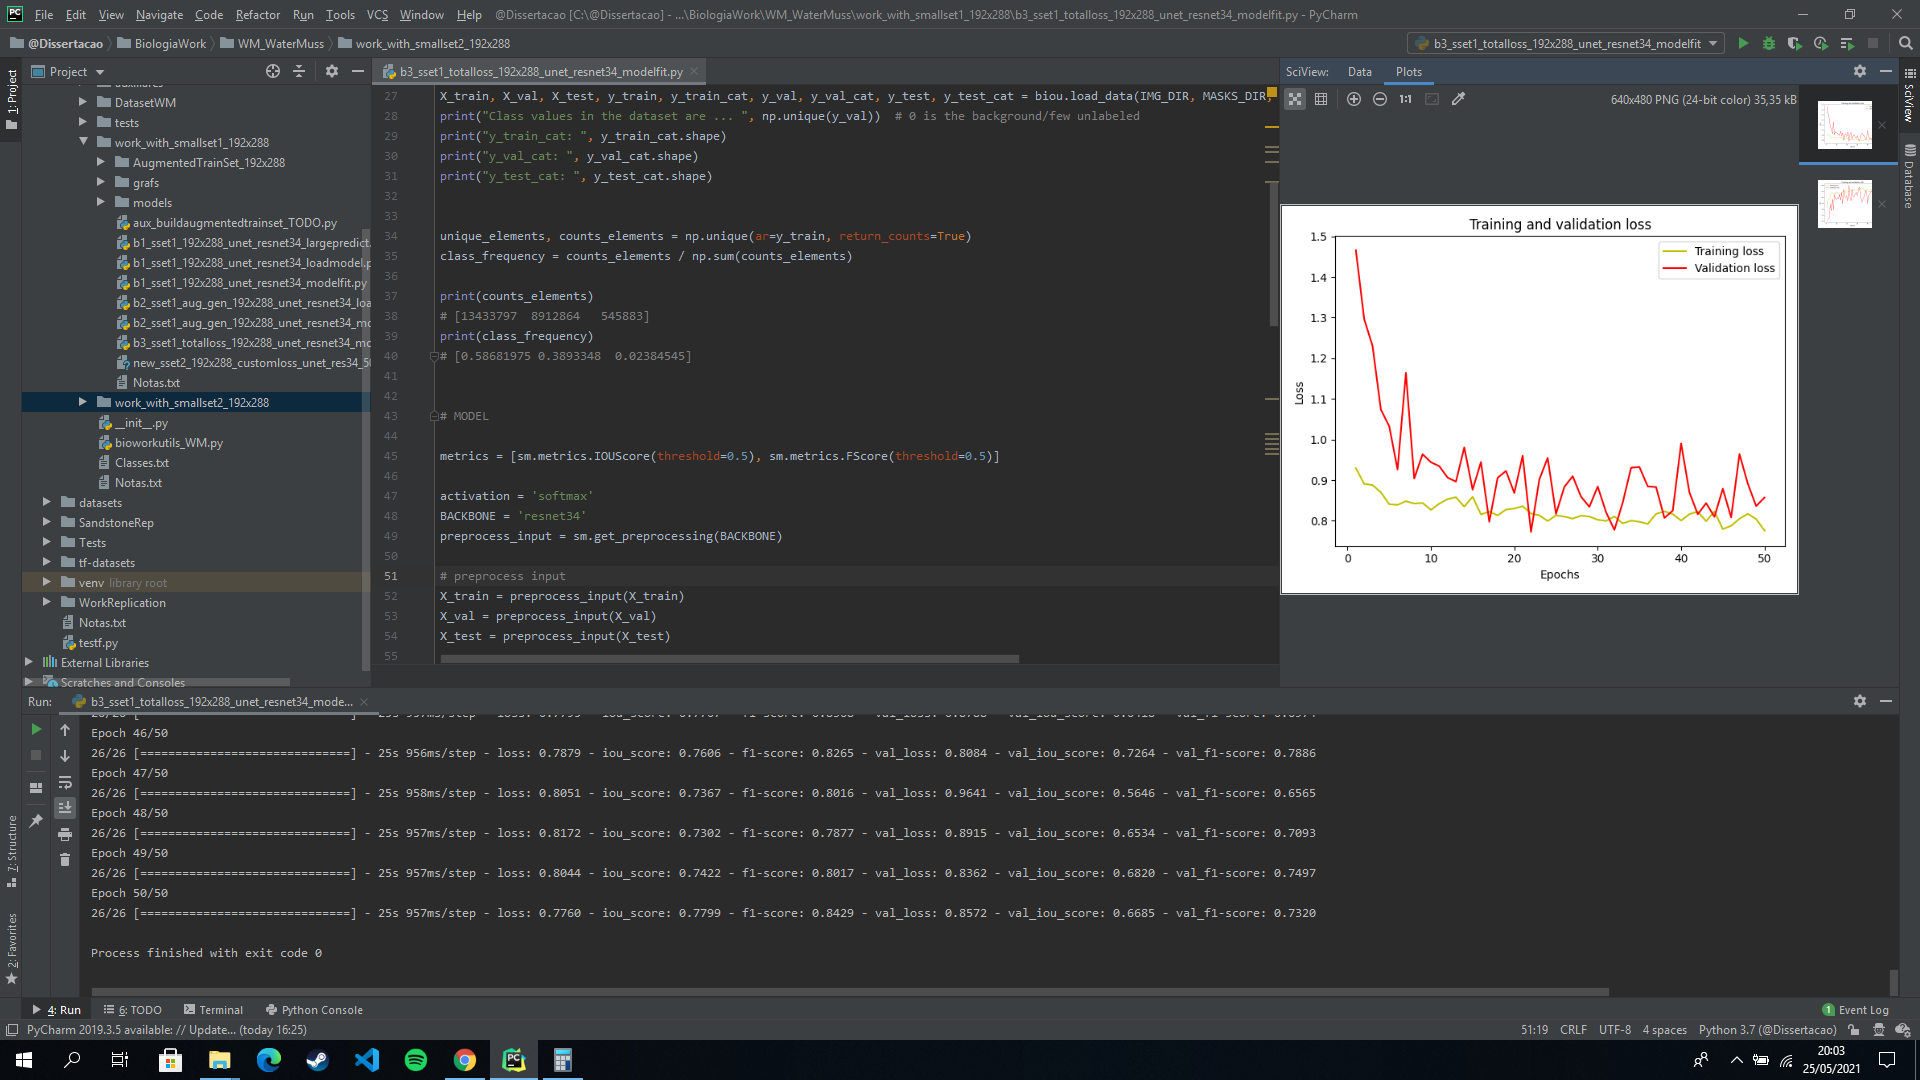 File Edit View Navigate Code Refactor Run Tools VCS Window Help @Dissertacao [C:\@Dissertacao] - ...\BiologiaWork\WM_WaterMuss\work_with_smallset1_192x288\b3_sset1_totalloss_192x288_unet_resnet34_modelfit.py - PyCharm
@Dissertacao BiologiaWork WM_WaterMuss work_with_smallset2_192x288
b3_sset1_totalloss_192x288_unet_resnet34_modelfit
1: Project
Project
DatasetWM
tests
work_with_smallset1_192x288
AugmentedTrainSet_192x288
grafs
models
aux_buildaugmentedtrainset_TODO.py
b1_sset1_192x288_unet_resnet34_largepredict.
b1_sset1_192x288_unet_resnet34_loadmodel.p
b1_sset1_192x288_unet_resnet34_modelfit.py
b2_sset1_aug_gen_192x288_unet_resnet34_loa
b2_sset1_aug_gen_192x288_unet_resnet34_mo
b3_sset1_totalloss_192x288_unet_resnet34_mo
new_sset2_192x288_customloss_unet_res34_50
Notas.txt
work_with_smallset2_192x288
__init__.py
bioworkutils_WM.py
Classes.txt
Notas.txt
datasets
SandstoneRep
Tests
tf-datasets
venv library root
WorkReplication
Notas.txt
testf.py
External Libraries
Scratches and Consoles
b3_sset1_totalloss_192x288_unet_resnet34_modelfit.py
27 X_train, X_val, X_test, y_train, y_train_cat, y_val, y_val_cat, y_test, y_test_cat = biou.load_data(IMG_DIR, MASKS_DIR,
28 print("Class values in the dataset are ... ", np.unique(y_val))  # 0 is the background/few unlabeled
29 print("y_train_cat: ", y_train_cat.shape)
30 print("y_val_cat: ", y_val_cat.shape)
31 print("y_test_cat: ", y_test_cat.shape)
32
33
34 unique_elements, counts_elements = np.unique(ar=y_train, return_counts=True)
35 class_frequency = counts_elements / np.sum(counts_elements)
36
37 print(counts_elements)
38 # [13433797  8912864   545883]
39 print(class_frequency)
40 # [0.58681975 0.3893348  0.02384545]
41
42
43 # MODEL
44
45 metrics = [sm.metrics.IOUScore(threshold=0.5), sm.metrics.FScore(threshold=0.5)]
46
47 activation = 'softmax'
48 BACKBONE = 'resnet34'
49 preprocess_input = sm.get_preprocessing(BACKBONE)
50
51 # preprocess input
52 X_train = preprocess_input(X_train)
53 X_val = preprocess_input(X_val)
54 X_test = preprocess_input(X_test)
55
SciView: Data Plots
1:1
640x480 PNG (24-bit color) 35,35 kB
Training and validation loss
Training loss
Validation loss
1.5
1.4
1.3
1.2
1.1
1.0
0.9
0.8
Loss
0 10 20 30 40 50
Epochs
SciView
Database
Run: b3_sset1_totalloss_192x288_unet_resnet34_mode...
Epoch 46/50
26/26 [==============================] - 25s 956ms/step - loss: 0.7879 - iou_score: 0.7606 - f1-score: 0.8265 - val_loss: 0.8084 - val_iou_score: 0.7264 - val_f1-score: 0.7886
Epoch 47/50
26/26 [==============================] - 25s 958ms/step - loss: 0.8051 - iou_score: 0.7367 - f1-score: 0.8016 - val_loss: 0.9641 - val_iou_score: 0.5646 - val_f1-score: 0.6565
Epoch 48/50
26/26 [==============================] - 25s 957ms/step - loss: 0.8172 - iou_score: 0.7302 - f1-score: 0.7877 - val_loss: 0.8915 - val_iou_score: 0.6534 - val_f1-score: 0.7093
Epoch 49/50
26/26 [==============================] - 25s 957ms/step - loss: 0.8044 - iou_score: 0.7422 - f1-score: 0.8017 - val_loss: 0.8362 - val_iou_score: 0.6820 - val_f1-score: 0.7497
Epoch 50/50
26/26 [==============================] - 25s 957ms/step - loss: 0.7760 - iou_score: 0.7799 - f1-score: 0.8429 - val_loss: 0.8572 - val_iou_score: 0.6685 - val_f1-score: 0.7320
Process finished with exit code 0
7: Structure
2: Favorites
4: Run 6: TODO Terminal Python Console
1 Event Log
PyCharm 2019.3.5 available: // Update... (today 16:25)
51:19 CRLF UTF-8 4 spaces Python 3.7 (@Dissertacao)
20:03
25/05/2021